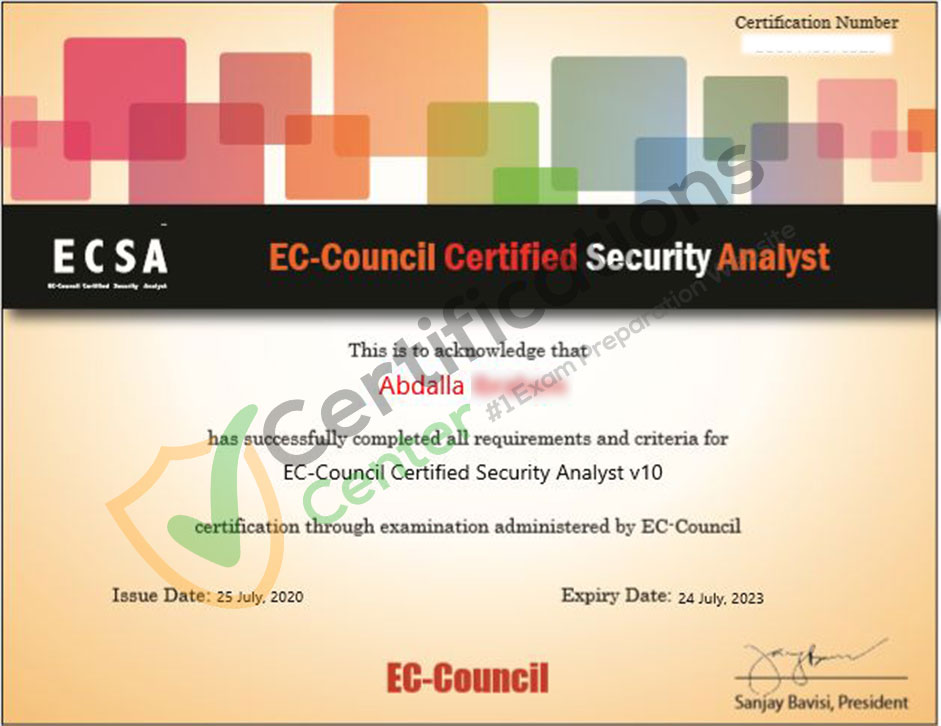 Certification Number
ECSA
EC-Council Certified Security Analyst
EC-Council Certified Security Analyst
This is to acknowledge that
Abdalla
has successfully completed all requirements and criteria for
EC-Council Certified Security Analyst v10
certification through examination administered by EC-Council
Issue Date: 25 July, 2020
Expiry Date: 24 July, 2023
EC-Council
Sanjay Bavisi, President
Certifications
Center
#1 Exam Preparation Website